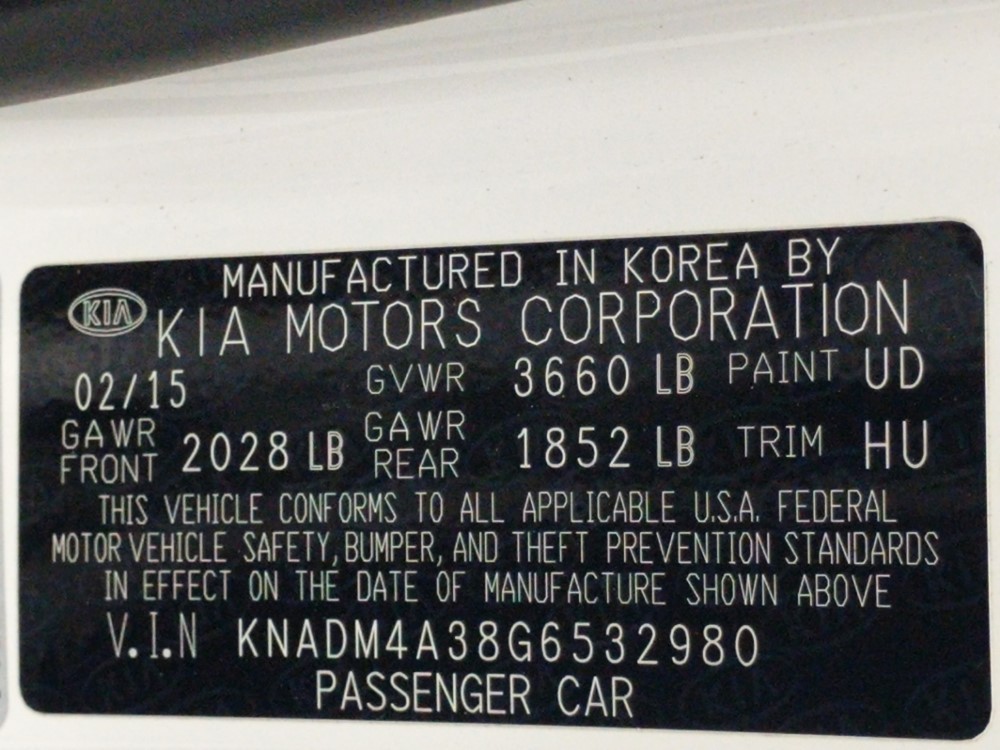 MANUFACTURED IN KOREA BY
KIA KIA MOTORS CORPORATION
02/15 GVWR 3660 LB PAINT UD
GAWR FRONT 2028 LB GAWR REAR 1852 LB TRIM HU
THIS VEHICLE CONFORMS TO ALL APPLICABLE U.S.A. FEDERAL
MOTOR VEHICLE SAFETY, BUMPER, AND THEFT PREVENTION STANDARDS
IN EFFECT ON THE DATE OF MANUFACTURE SHOWN ABOVE
V.I.N KNADM4A38G6532980
PASSENGER CAR